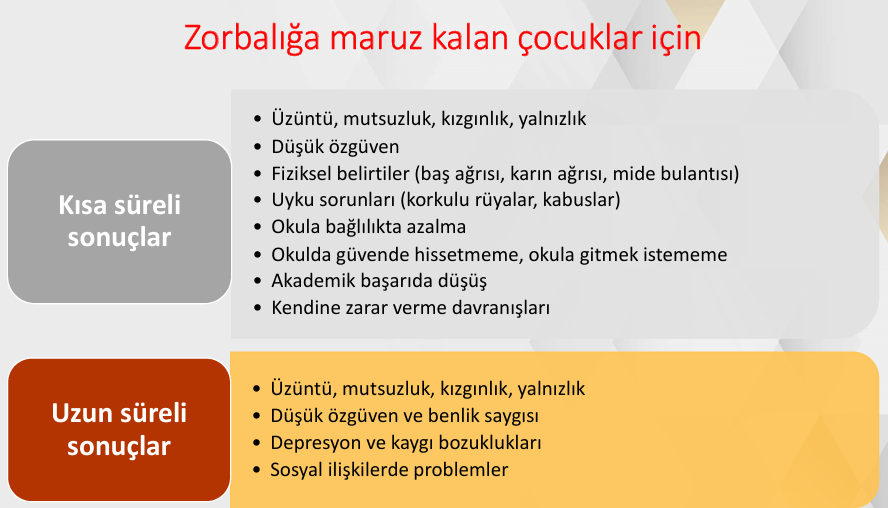 Zorbalığa maruz kalan çocuklar için
Kısa süreli
sonuçlar
• Üzüntü, mutsuzluk, kızgınlık, yalnızlık
• Düşük özgüven
• Fiziksel belirtiler (baş ağrısı, karın ağrısı, mide bulantısı)
• Uyku sorunları (korkulu rüyalar, kabuslar)
• Okula bağlılıkta azalma
• Okulda güvende hissetmeme, okula gitmek istememe
• Akademik başarıda düşüş
• Kendine zarar verme davranışları
Uzun süreli
sonuçlar
• Üzüntü, mutsuzluk, kızgınlık, yalnızlık
• Düşük özgüven ve benlik saygısı
• Depresyon ve kaygı bozuklukları
• Sosyal ilişkilerde problemler